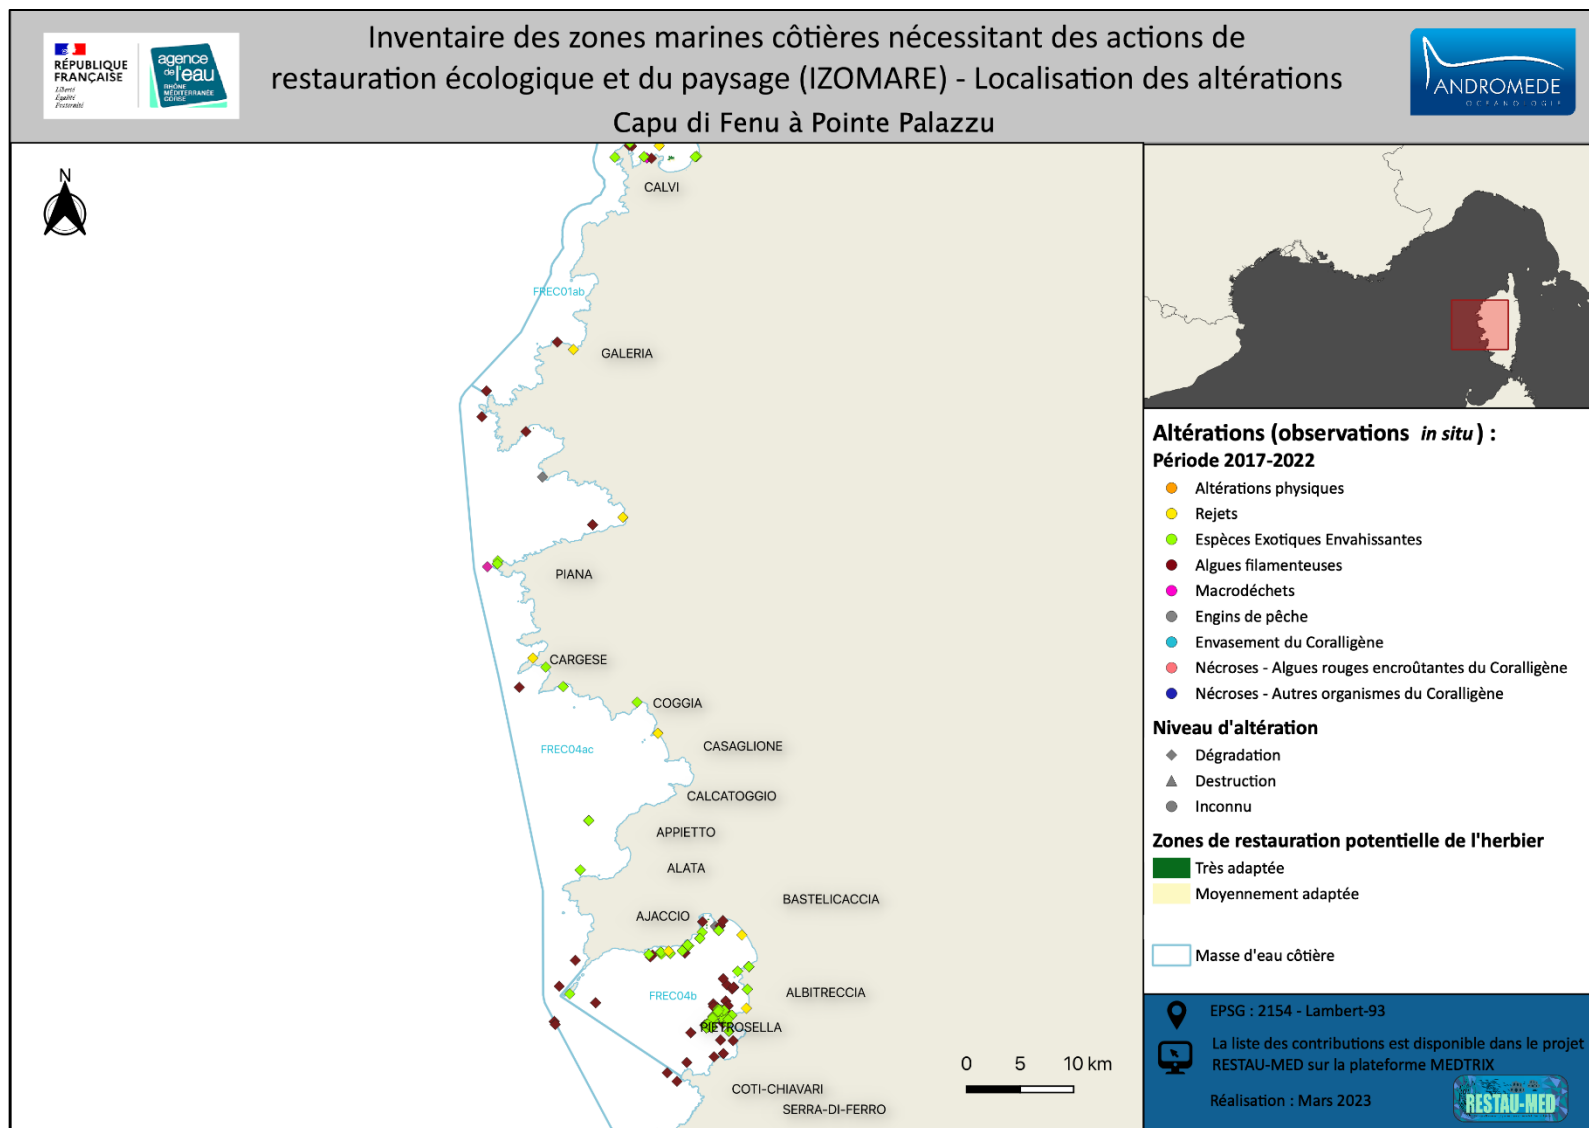 RÉPUBLIQUE
FRANÇAISE
Liberté
Égalité
Fraternité
agence
de l'eau
RHÔNE
MÉDITERRANÉE
CORSE
Inventaire des zones marines côtières nécessitant des actions de
restauration écologique et du paysage (IZOMARE) - Localisation des altérations
Capu di Fenu à Pointe Palazzu
ANDROMEDE
OCEANOLOGIE
N
CALVI
FREC01ab
GALERIA
PIANA
CARGESE
COGGIA
FREC04ac
CASAGLIONE
CALCATOGGIO
APPIETTO
ALATA
BASTELICACCIA
AJACCIO
ALBITRECCIA
FREC04b
PIETROSELLA
COTI-CHIAVARI
SERRA-DI-FERRO
0 5 10 km
Altérations (observations in situ) :
Période 2017-2022
Altérations physiques
Rejets
Espèces Exotiques Envahissantes
Algues filamenteuses
Macrodéchets
Engins de pêche
Envasement du Coralligène
Nécroses - Algues rouges encroûtantes du Coralligène
Nécroses - Autres organismes du Coralligène
Niveau d'altération
Dégradation
Destruction
Inconnu
Zones de restauration potentielle de l'herbier
Très adaptée
Moyennement adaptée
Masse d'eau côtière
EPSG : 2154 - Lambert-93
La liste des contributions est disponible dans le projet
RESTAU-MED sur la plateforme MEDTRIX
Réalisation : Mars 2023
RESTAU-MED